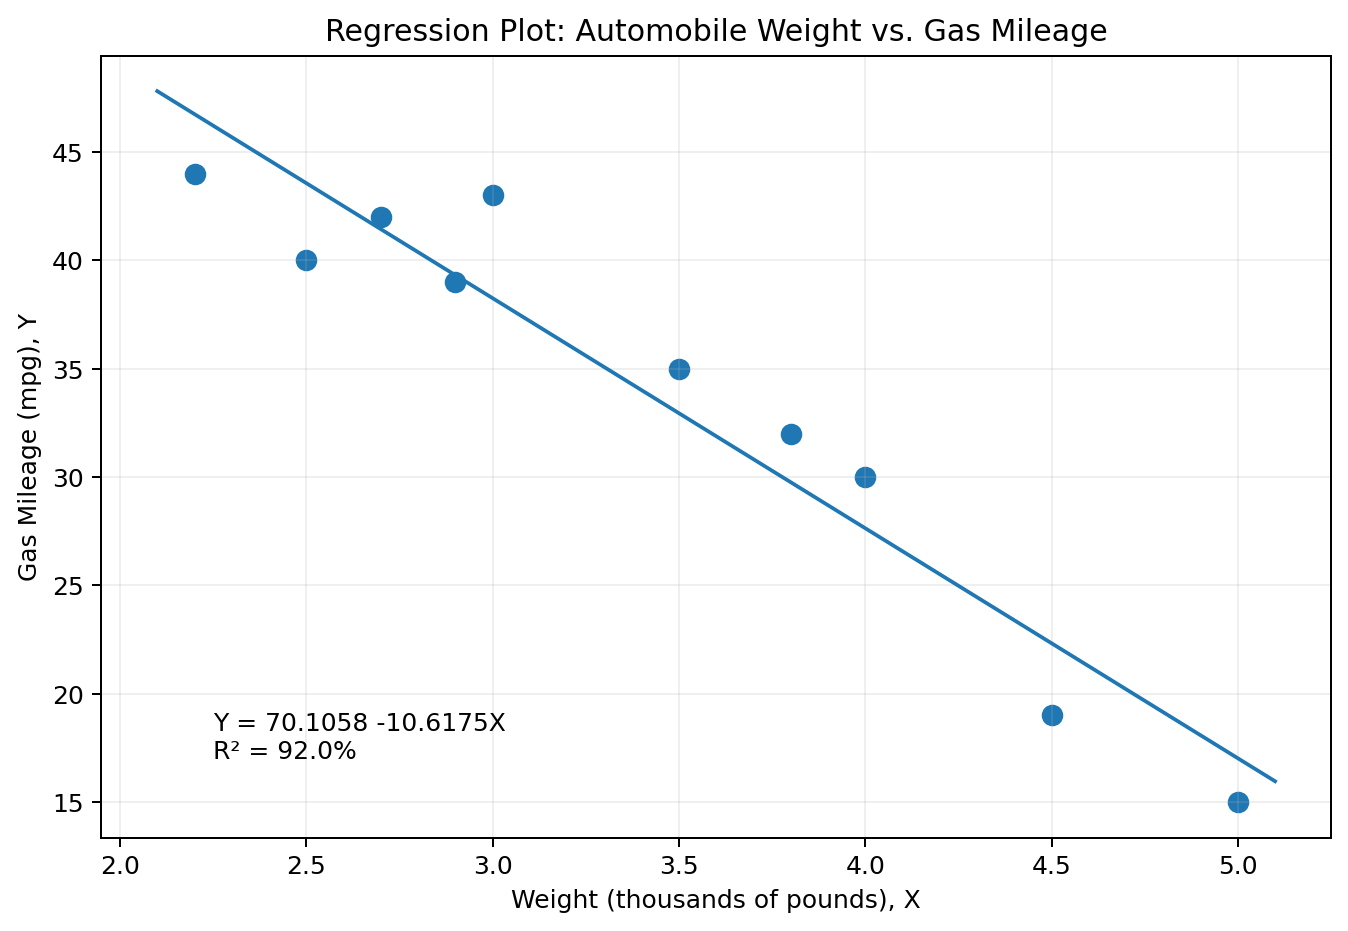 Regression Plot: Automobile Weight vs. Gas Mileage
Gas Mileage (mpg), Y
45
40
35
30
25
20
15
Y = 70.1058 -10.6175X
R² = 92.0%
2.0 2.5 3.0 3.5 4.0 4.5 5.0
Weight (thousands of pounds), X